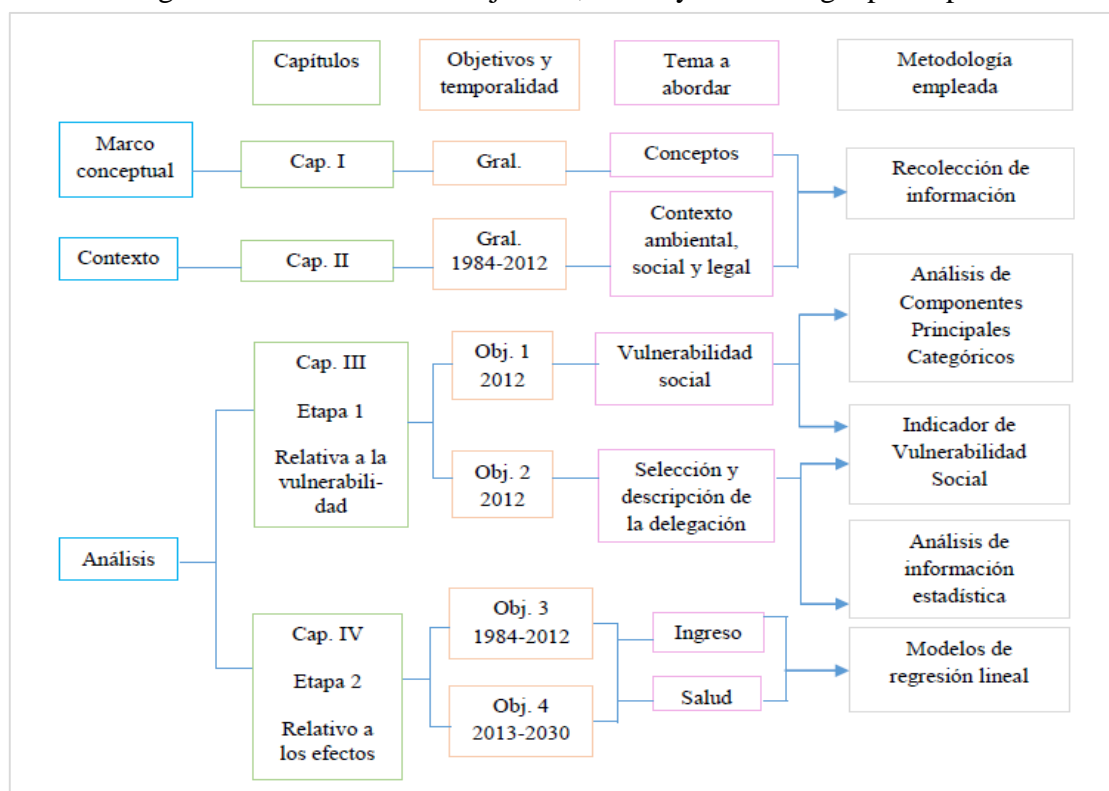 Capítulos
Objetivos y
temporalidad
Tema a
abordar
Metodología
empleada
Marco
conceptual
Cap. I
Gral.
Conceptos
Recolección de
información
Contexto
Cap. II
Gral.
1984-2012
Contexto
ambiental,
social y legal
Análisis
Cap. III
Etapa 1
Relativa a la
vulnerabili-
dad
Obj. 1
2012
Vulnerabilidad
social
Análisis de
Componentes
Principales
Categóricos
Indicador de
Vulnerabilidad
Social
Obj. 2
2012
Selección y
descripción de
la delegación
Análisis de
información
estadística
Cap. IV
Etapa 2
Relativo a
los efectos
Obj. 3
1984-2012
Obj. 4
2013-2030
Ingreso
Salud
Modelos de
regresión lineal